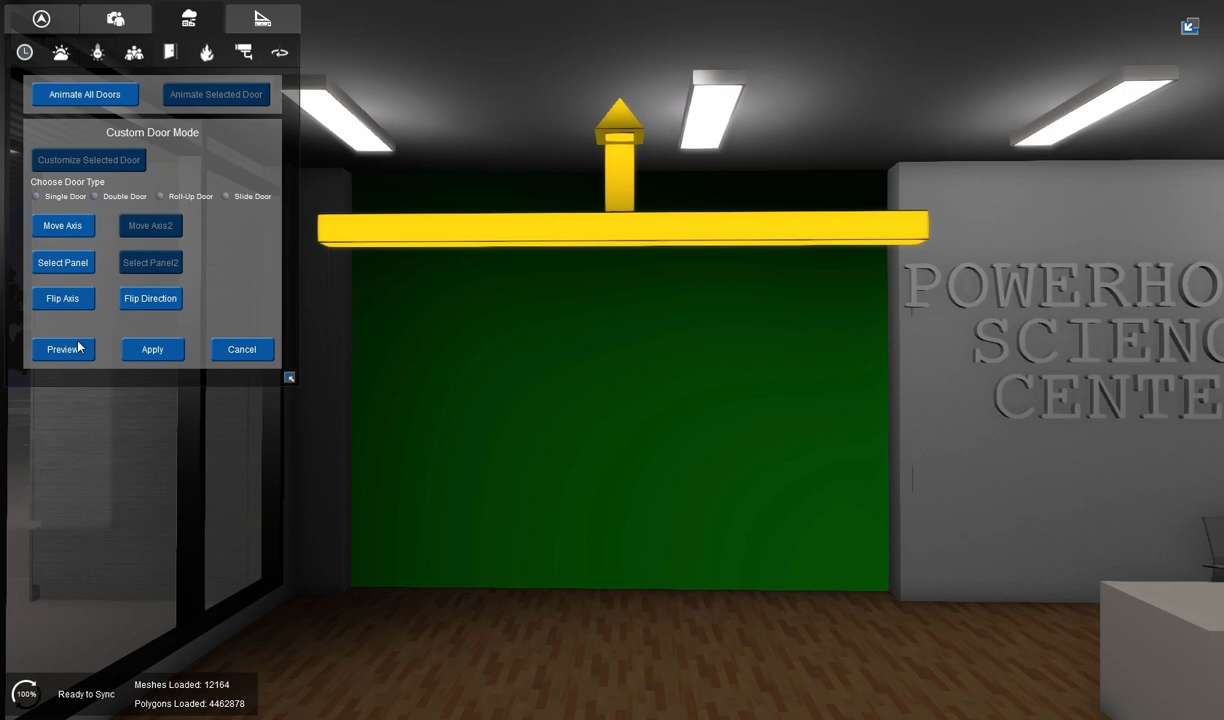 Animate All Doors
Animate Selected Door
Custom Door Mode
Customize Selected Door
Choose Door Type
Single Door Double Door Roll-Up Door Slide Door
Move Axis Move Axis2
Select Panel Select Panel2
Flip Axis Flip Direction
Preview Apply Cancel
POWERHO
SCIENC
CENTE
100%
Ready to Sync
Meshes Loaded: 12164
Polygons Loaded: 4462878